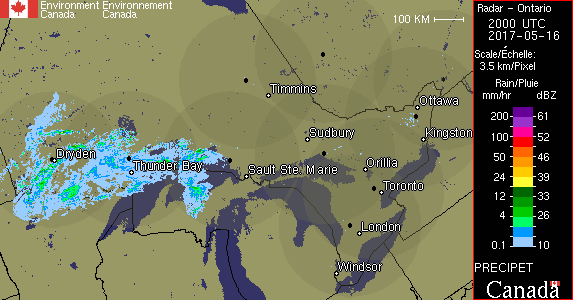 Environment Environnement
Canada Canada
100 KM
Timmins
Ottawa
Sudbury
Kingston
Dryden
Thunder Bay
Sault Ste. Marie
Orillia
Toronto
London
Windsor
Radar - Ontario
2000 UTC
2017-05-16
Scale/Échelle:
3.5 km/Pixel
Rain/Pluie
mm/hr dBZ
200 61
100 52
50 46
24 39
12 33
4 26
0.1 10
PRECIPET
Canada